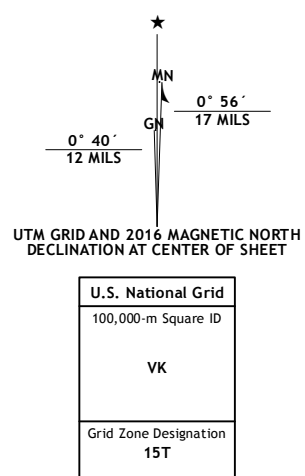 ★
MN
0° 56´
17 MILS
GN
0° 40´
12 MILS
UTM GRID AND 2016 MAGNETIC NORTH
DECLINATION AT CENTER OF SHEET
U.S. National Grid
100,000-m Square ID
VK
Grid Zone Designation
15T